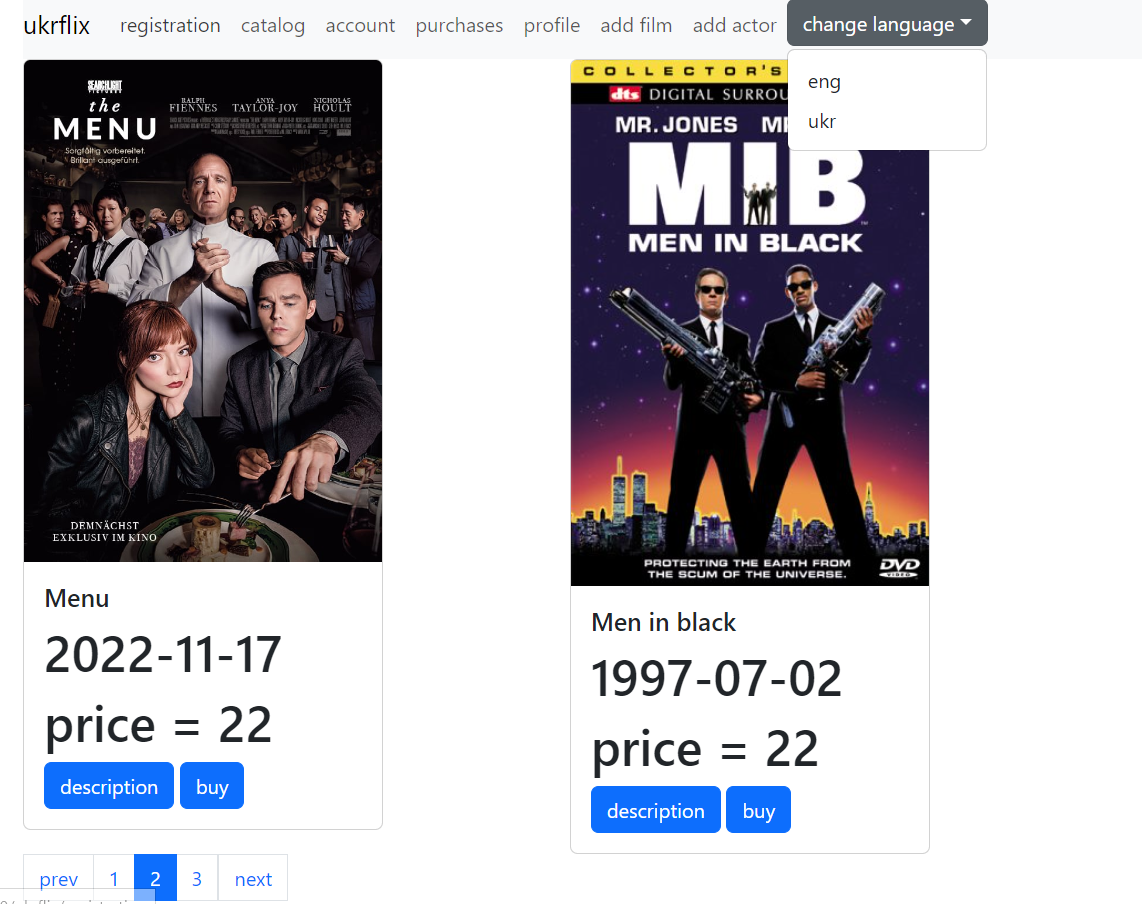 ukrflix registration catalog account purchases profile add film add actor change language
eng
ukr
SEARCHLIGHT
PICTURES
the
MENU
RALPH FIENNES ANYA TAYLOR-JOY NICHOLAS HOULT
Sorgfältig vorbereitet.
Brillant ausgeführt.
DEMNÄCHST
EXKLUSIV IM KINO
Menu
2022-11-17
price = 22
description buy
COLLECTOR'S
dts DIGITAL SURROU
MR. JONES
MIB
MEN IN BLACK
PROTECTING THE EARTH FROM
THE SCUM OF THE UNIVERSE.
DVD
VIDEO
Men in black
1997-07-02
price = 22
description buy
prev 1 2 3 next